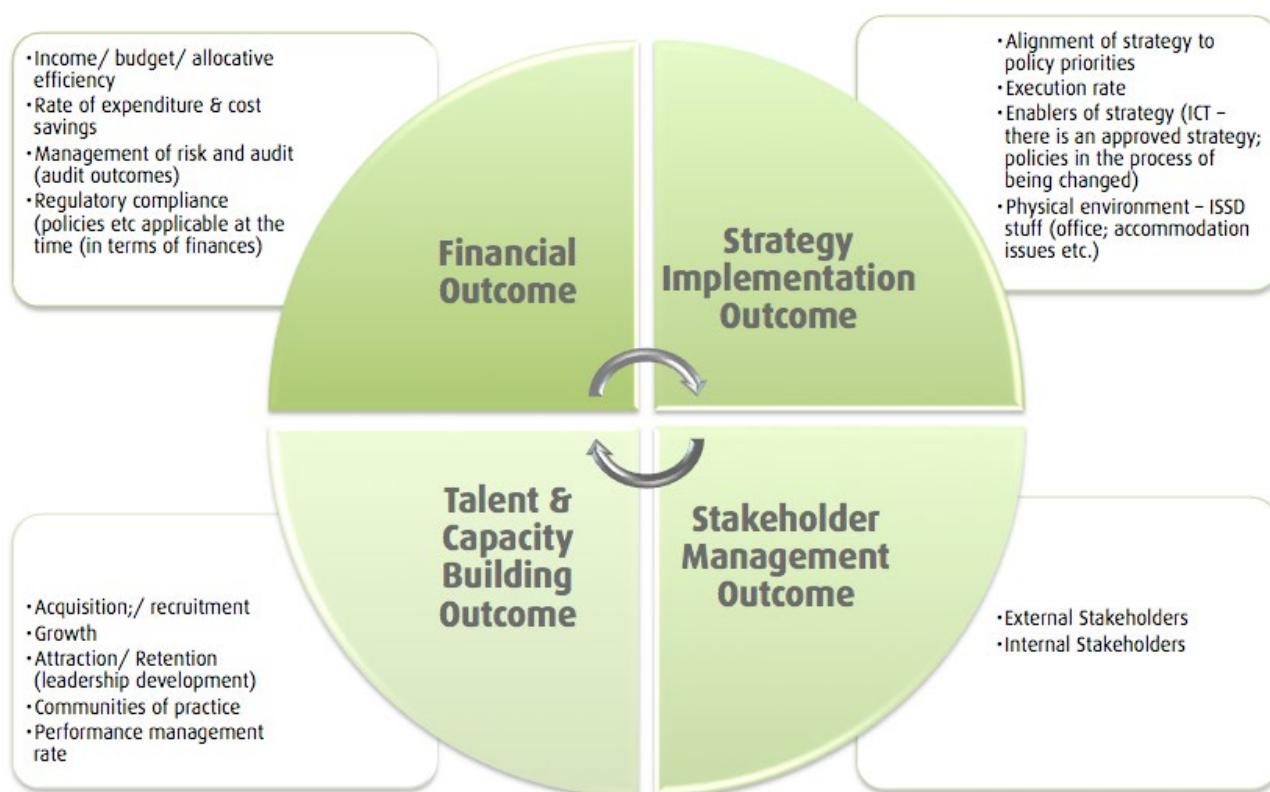 •Income/ budget/ allocative
efficiency
•Rate of expenditure & cost
savings
•Management of risk and audit
(audit outcomes)
•Regulatory compliance
(policies etc applicable at the
time (in terms of finances)
Financial
Outcome
•Alignment of strategy to
policy priorities
•Execution rate
•Enablers of strategy (ICT –
there is an approved strategy;
policies in the process of
being changed)
•Physical environment – ISSD
stuff (office; accommodation
issues etc.)
Strategy
Implementation
Outcome
Talent &
Capacity
Building
Outcome
•Acquisition;/ recruitment
•Growth
•Attraction/ Retention
(leadership development)
•Communities of practice
•Performance management
rate
Stakeholder
Management
Outcome
•External Stakeholders
•Internal Stakeholders